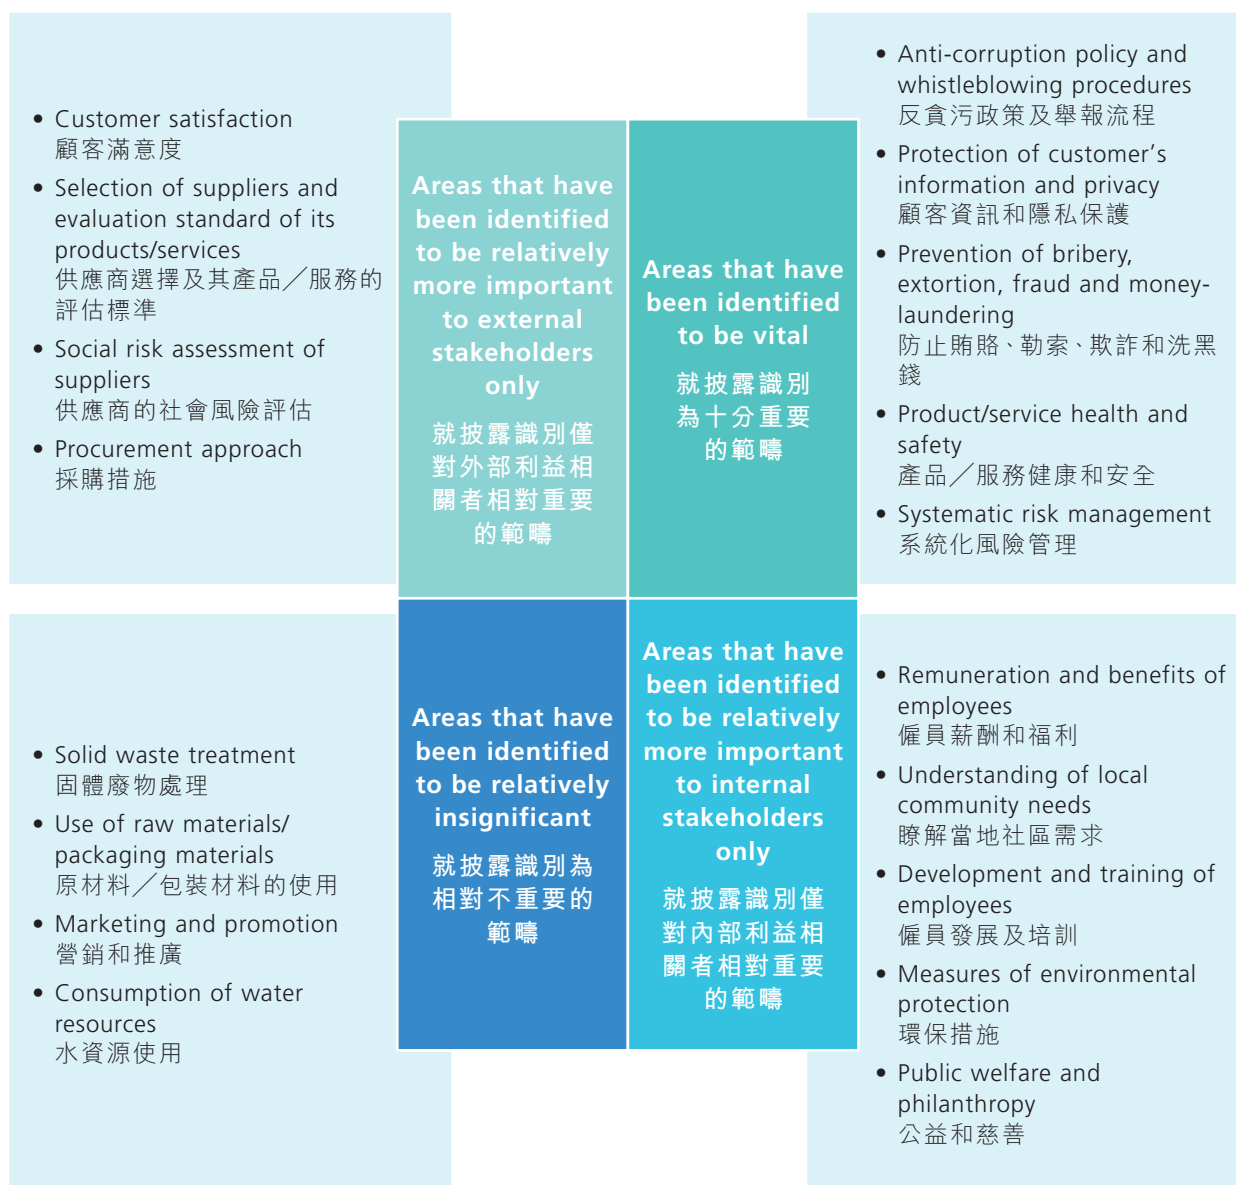 • Customer satisfaction
顧客滿意度
• Selection of suppliers and
evaluation standard of its
products/services
供應商選擇及其產品╱服務的
評估標準
• Social risk assessment of
suppliers
供應商的社會風險評估
• Procurement approach
採購措施
Areas that have
been identified
to be relatively
more important
to external
stakeholders
only
就披露識別僅
對外部利益相
關者相對重要
的範疇
Areas that have
been identified
to be vital
就披露識別
為十分重要
的範疇
• Anti-corruption policy and
whistleblowing procedures
反貪污政策及舉報流程
• Protection of customer’s
information and privacy
顧客資訊和隱私保護
• Prevention of bribery,
extortion, fraud and money-
laundering
防止賄賂、勒索、欺詐和洗黑
錢
• Product/service health and
safety
產品╱服務健康和安全
• Systematic risk management
系統化風險管理
• Solid waste treatment
固體廢物處理
• Use of raw materials/
packaging materials
原材料╱包裝材料的使用
• Marketing and promotion
營銷和推廣
• Consumption of water
resources
水資源使用
Areas that have
been identified
to be relatively
insignificant
就披露識別為
相對不重要的
範疇
Areas that have
been identified
to be relatively
more important
to internal
stakeholders
only
就披露識別僅
對內部利益相
關者相對重要
的範疇
• Remuneration and benefits of
employees
僱員薪酬和福利
• Understanding of local
community needs
瞭解當地社區需求
• Development and training of
employees
僱員發展及培訓
• Measures of environmental
protection
環保措施
• Public welfare and
philanthropy
公益和慈善